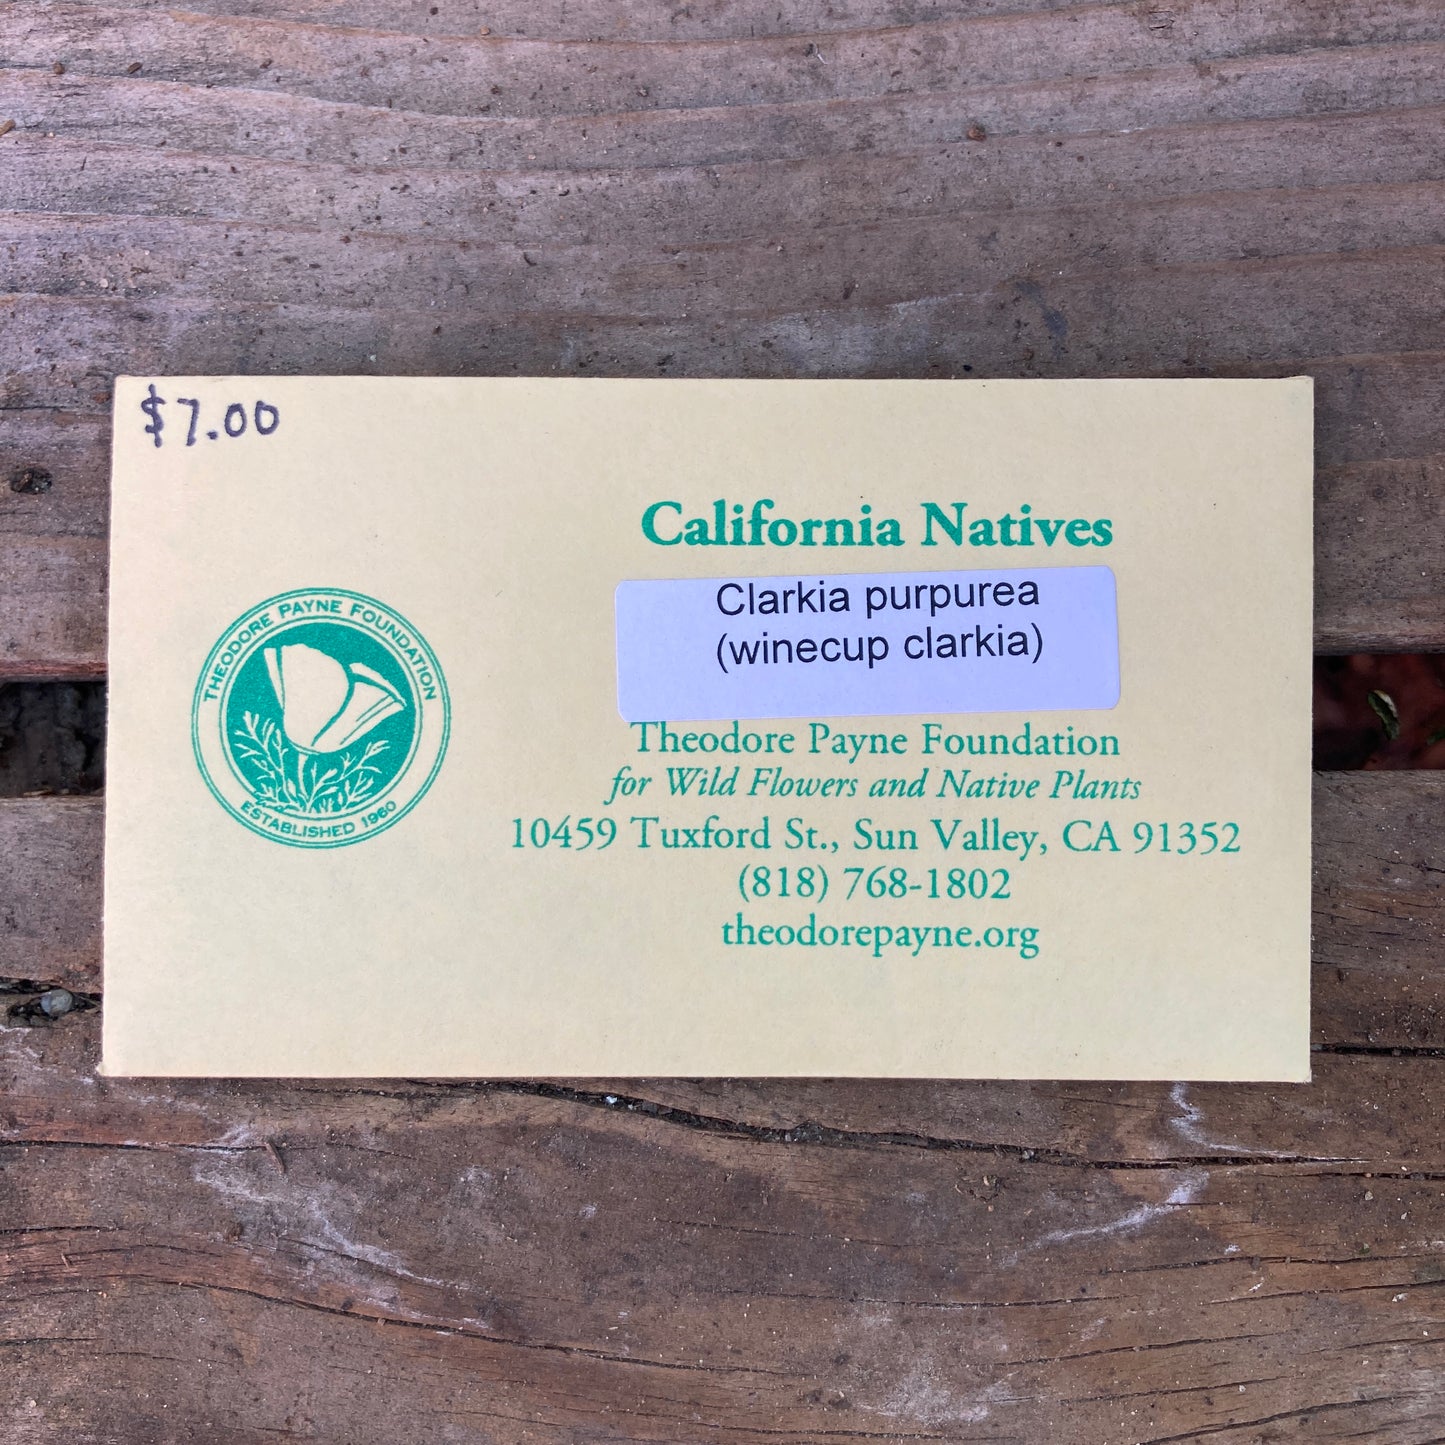 $7.00
California Natives
Clarkia purpurea
(winecup clarkia)
THEODORE PAYNE FOUNDATION
ESTABLISHED 1960
Theodore Payne Foundation
for Wild Flowers and Native Plants
10459 Tuxford St., Sun Valley, CA 91352
(818) 768-1802
theodorepayne.org